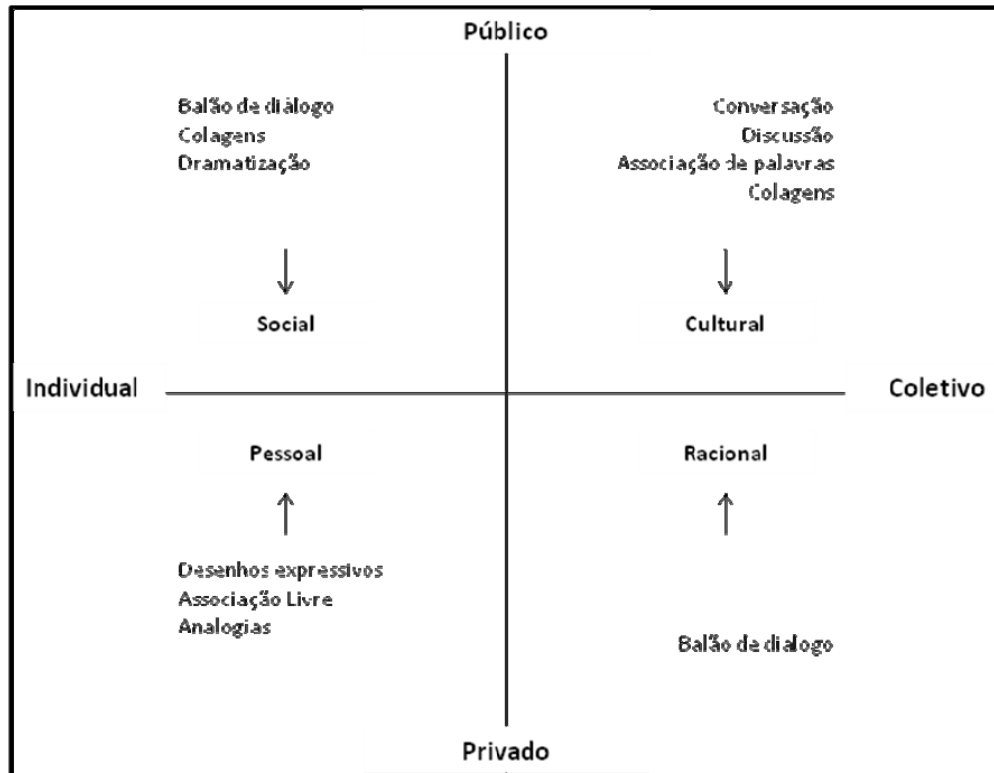 Público
Balão de diálogo
Colagens
Dramatização
Conversação
Discussão
Associação de palavras
Colagens
Social
Cultural
Individual
Coletivo
Pessoal
Racional
Desenhos expressivos
Associação Livre
Analogias
Balão de dialogo
Privado